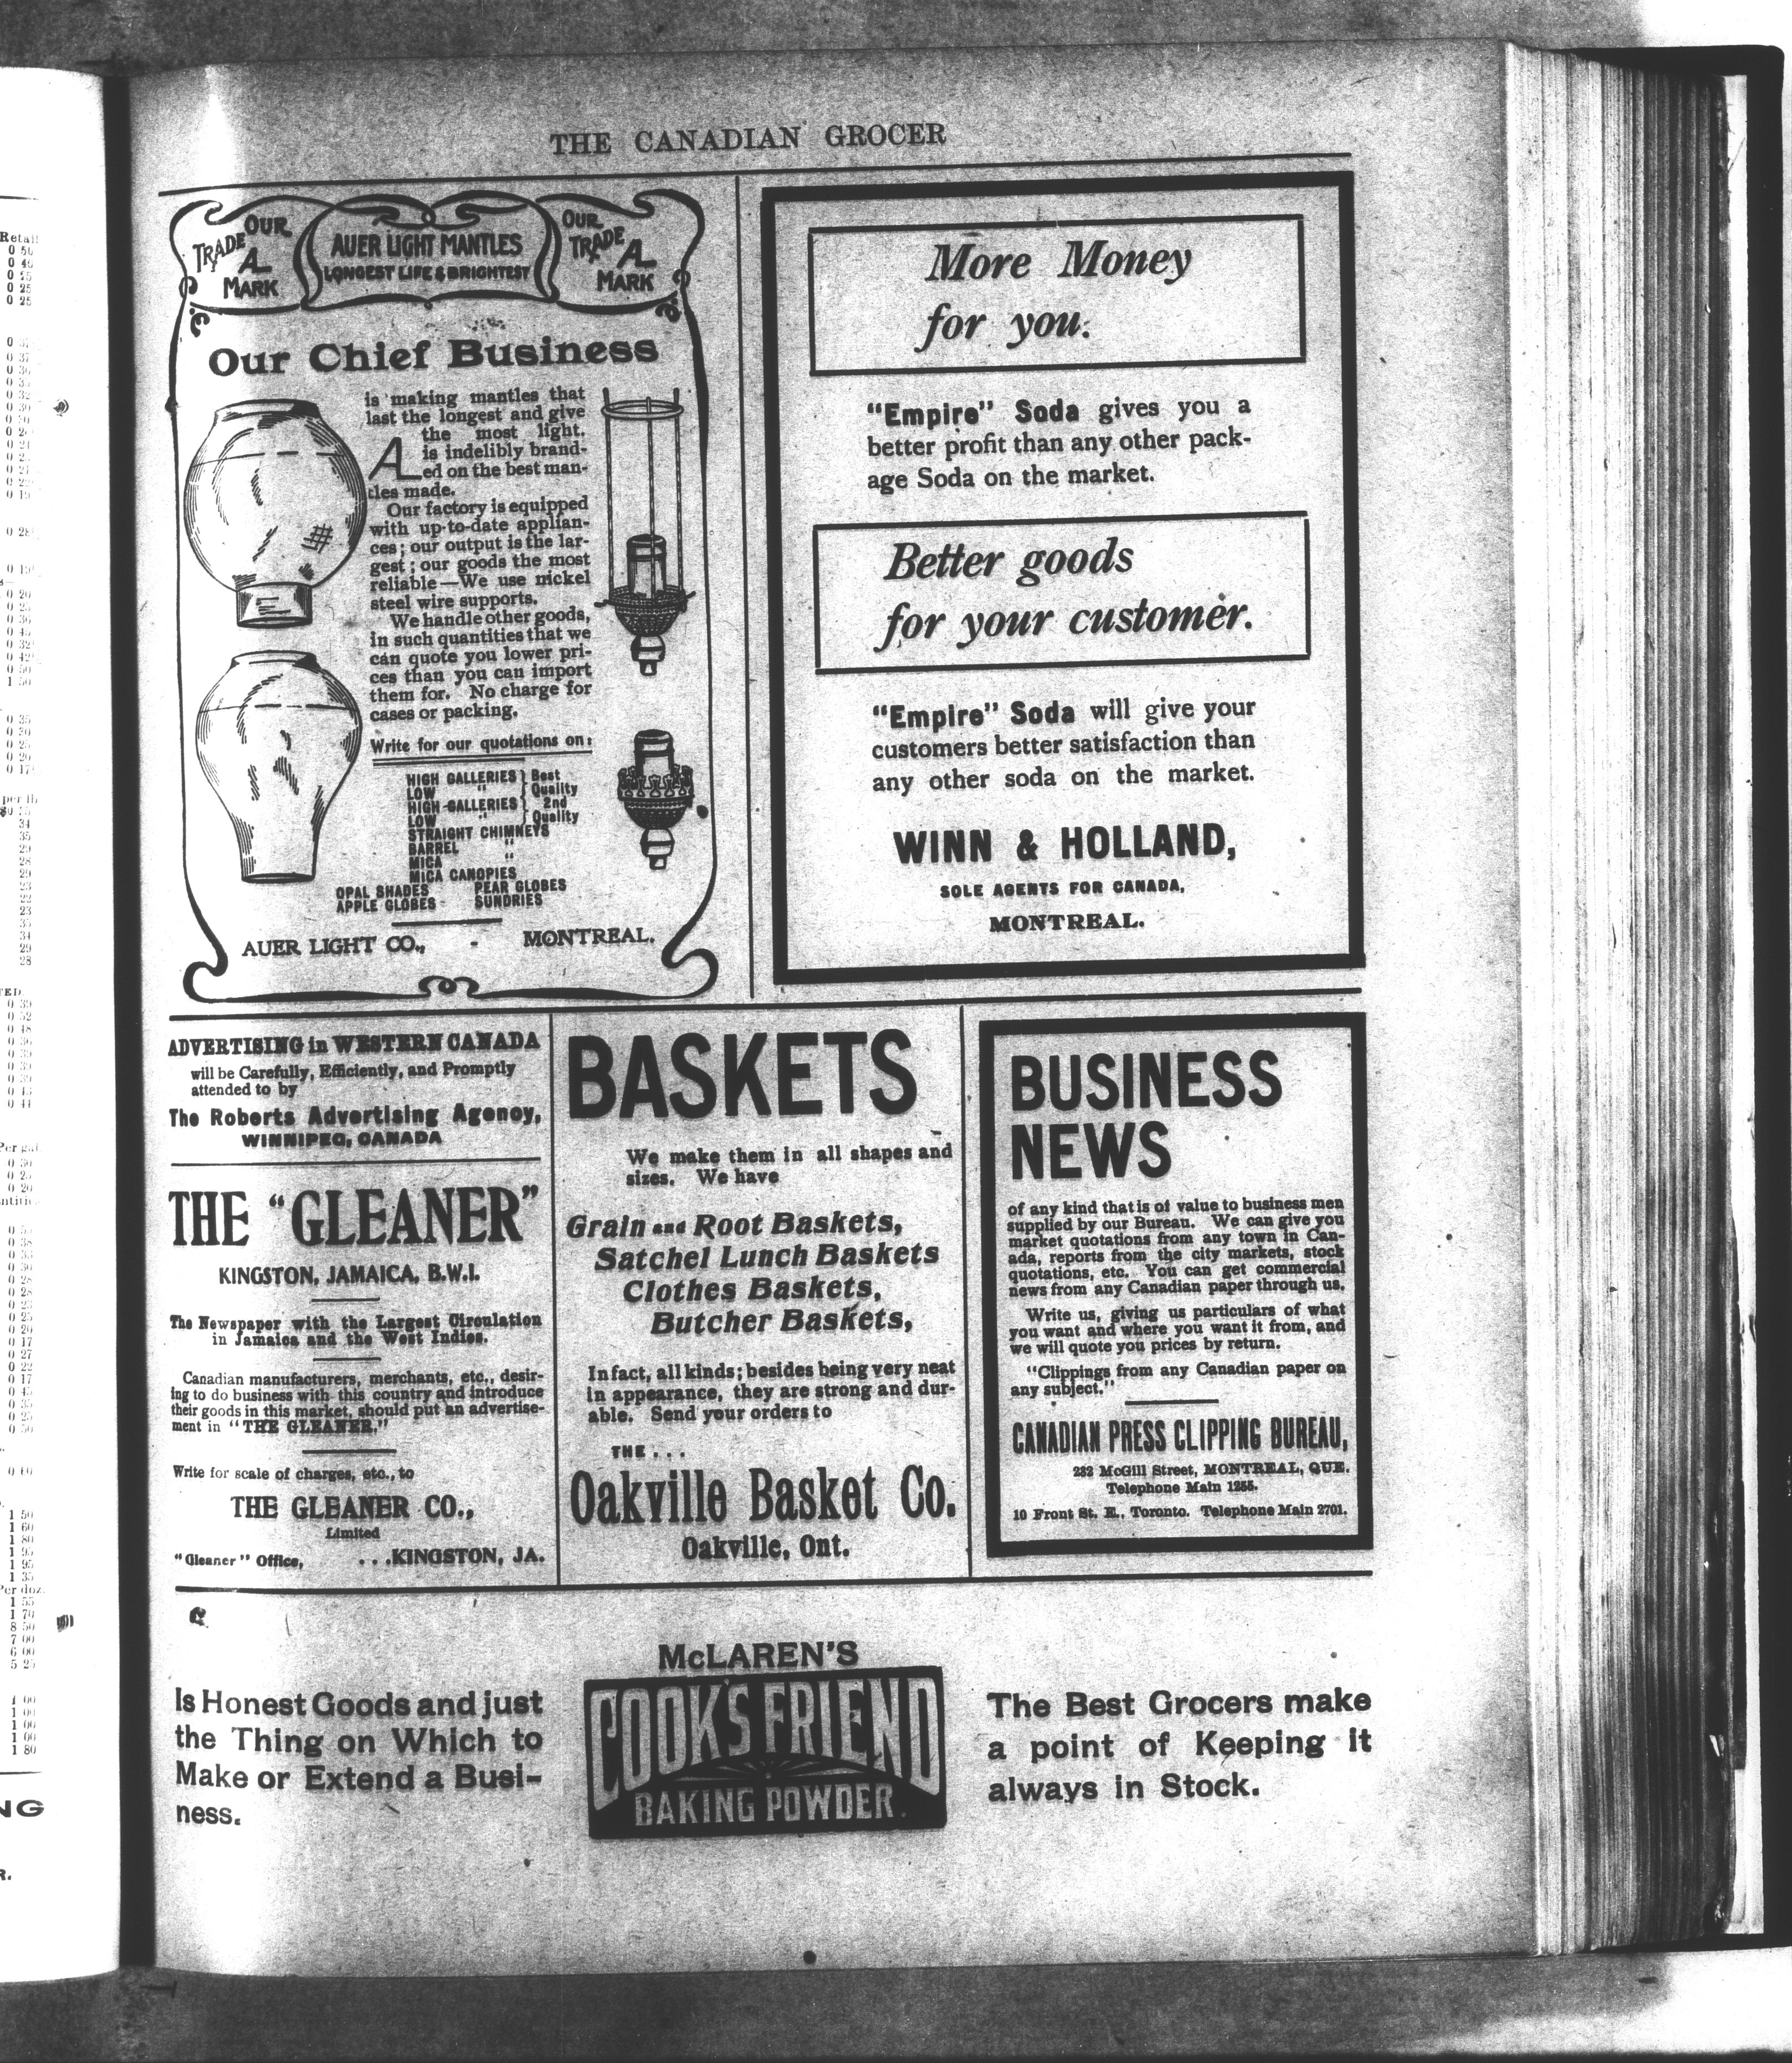 THE CANADIAN GROCER
OUR
TRADE
AL
MARK
AUER LIGHT MANTLES
LONGEST LIFE & BRIGHTEST
OUR
TRADE
AL
MARK
Our Chief Business
is making mantles that
last the longest and give
the most light.
AL is indelibly brand-
ed on the best man-
tles made.
Our factory is equipped
with up-to-date applian-
ces; our output is the lar-
gest; our goods the most
reliable—We use nickel
steel wire supports.
We handle other goods,
in such quantities that we
can quote you lower pri-
ces than you can import
them for. No charge for
cases or packing.
Write for our quotations on:
HIGH GALLERIES } Best
LOW " } Quality
HIGH GALLERIES } 2nd
LOW " } Quality
STRAIGHT CHIMNEYS
BARREL "
MICA "
MICA CANOPIES
OPAL SHADES PEAR GLOBES
APPLE GLOBES SUNDRIES
AUER LIGHT CO., - MONTREAL.
More Money
for you.
"Empire" Soda gives you a
better profit than any other pack-
age Soda on the market.
Better goods
for your customer.
"Empire" Soda will give your
customers better satisfaction than
any other soda on the market.
WINN & HOLLAND,
SOLE AGENTS FOR CANADA,
MONTREAL.
ADVERTISING in WESTERN CANADA
will be Carefully, Efficiently, and Promptly
attended to by
The Roberts Advertising Agency,
WINNIPEG, CANADA
THE "GLEANER"
KINGSTON, JAMAICA, B.W.I.
The Newspaper with the Largest Circulation
in Jamaica and the West Indies.
Canadian manufacturers, merchants, etc., desir-
ing to do business with this country and introduce
their goods in this market, should put an advertise-
ment in "THE GLEANER."
Write for scale of charges, etc., to
THE GLEANER CO.,
Limited
"Gleaner" Office, ...KINGSTON, JA.
BASKETS
We make them in all shapes and
sizes. We have
Grain and Root Baskets,
Satchel Lunch Baskets
Clothes Baskets,
Butcher Baskets,
In fact, all kinds; besides being very neat
in appearance, they are strong and dur-
able. Send your orders to
THE...
Oakville Basket Co.
Oakville, Ont.
BUSINESS
NEWS
of any kind that is of value to business men
supplied by our Bureau. We can give you
market quotations from any town in Can-
ada, reports from the city markets, stock
quotations, etc. You can get commercial
news from any Canadian paper through us.
Write us, giving us particulars of what
you want and where you want it from, and
we will quote you prices by return.
"Clippings from any Canadian paper on
any subject."
CANADIAN PRESS CLIPPING BUREAU,
232 McGill Street, MONTREAL, QUE.
Telephone Main 1255.
10 Front St. E., Toronto. Telephone Main 2701.
Is Honest Goods and just
the Thing on Which to
Make or Extend a Busi-
ness.
McLAREN'S
COOK'S FRIEND
BAKING POWDER.
The Best Grocers make
a point of Keeping it
always in Stock.